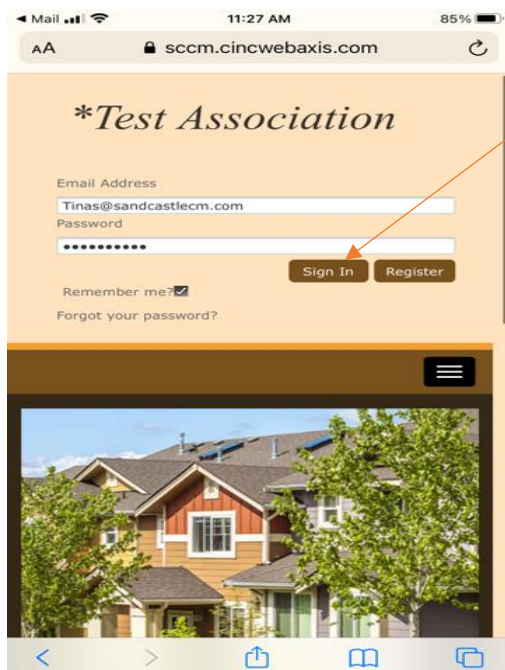 ◄ Mail 11:27 AM 85%
AA sccm.cincwebaxis.com
*Test Association
Email Address
Tinas@sandcastlecm.com
Password
••••••••••
Sign In Register
Remember me?
Forgot your password?